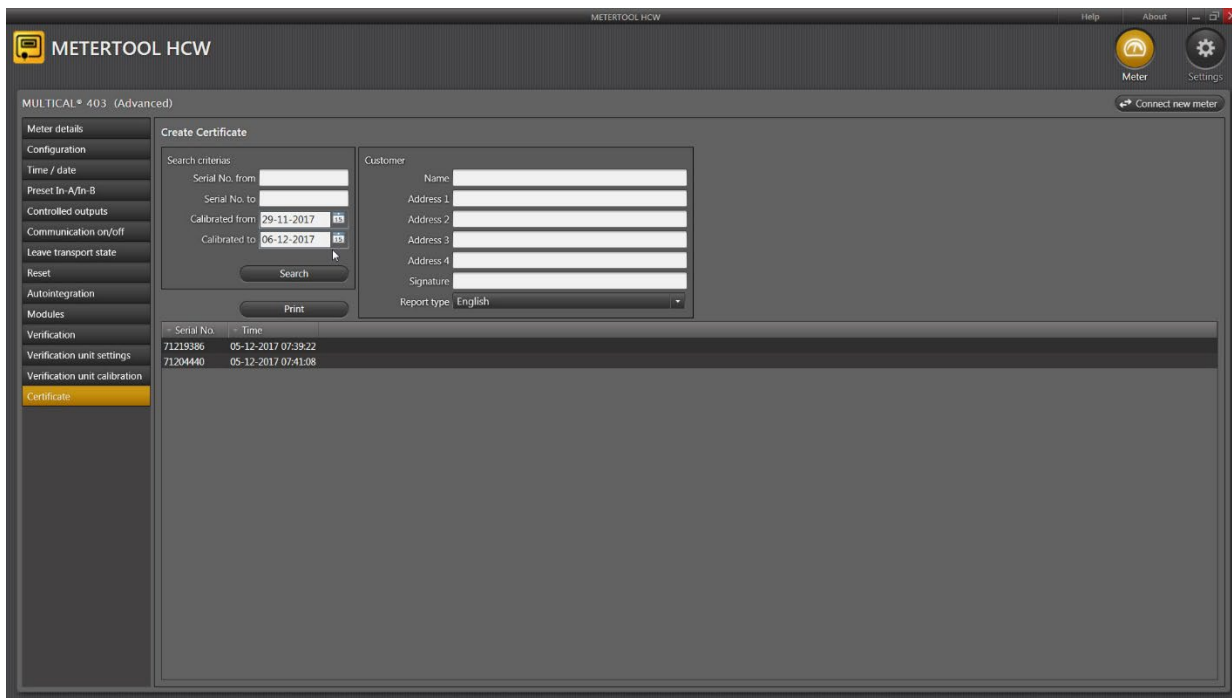 METERTOOL HCW
Help
About
METERTOOL HCW
Meter
Settings
MULTICAL® 403 (Advanced)
Connect new meter
Meter details
Configuration
Time / date
Preset In-A/In-B
Controlled outputs
Communication on/off
Leave transport state
Reset
Autointegration
Modules
Verification
Verification unit settings
Verification unit calibration
Certificate
Create Certificate
Search criterias
Serial No. from
Serial No. to
Calibrated from 29-11-2017 15
Calibrated to 06-12-2017 15
Search
Print
Customer
Name
Address 1
Address 2
Address 3
Address 4
Signature
Report type English
Serial No. Time
71219386 05-12-2017 07:39:22
71204440 05-12-2017 07:41:08